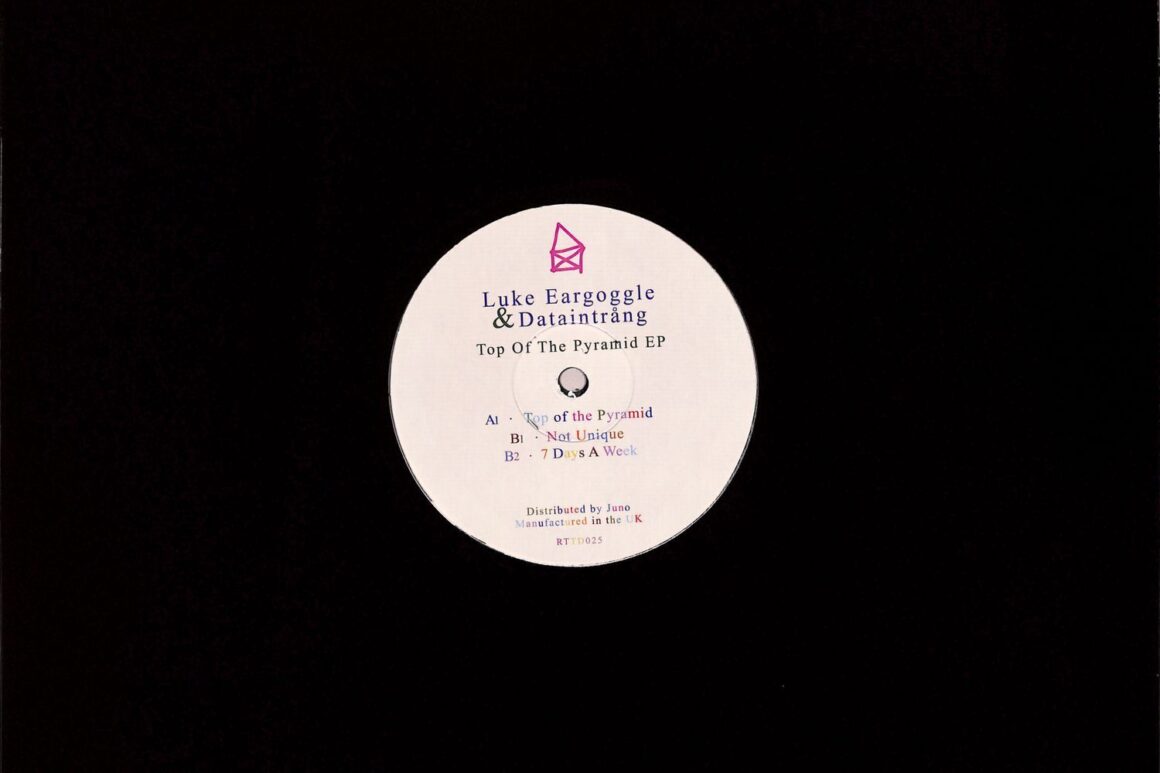 Luke Eargoggle
& Dataintrång
Top Of The Pyramid EP
A1 · Top of the Pyramid
B1 · Not Unique
B2 · 7 Days A Week
Distributed by Juno
Manufactured in the UK
RTTD025